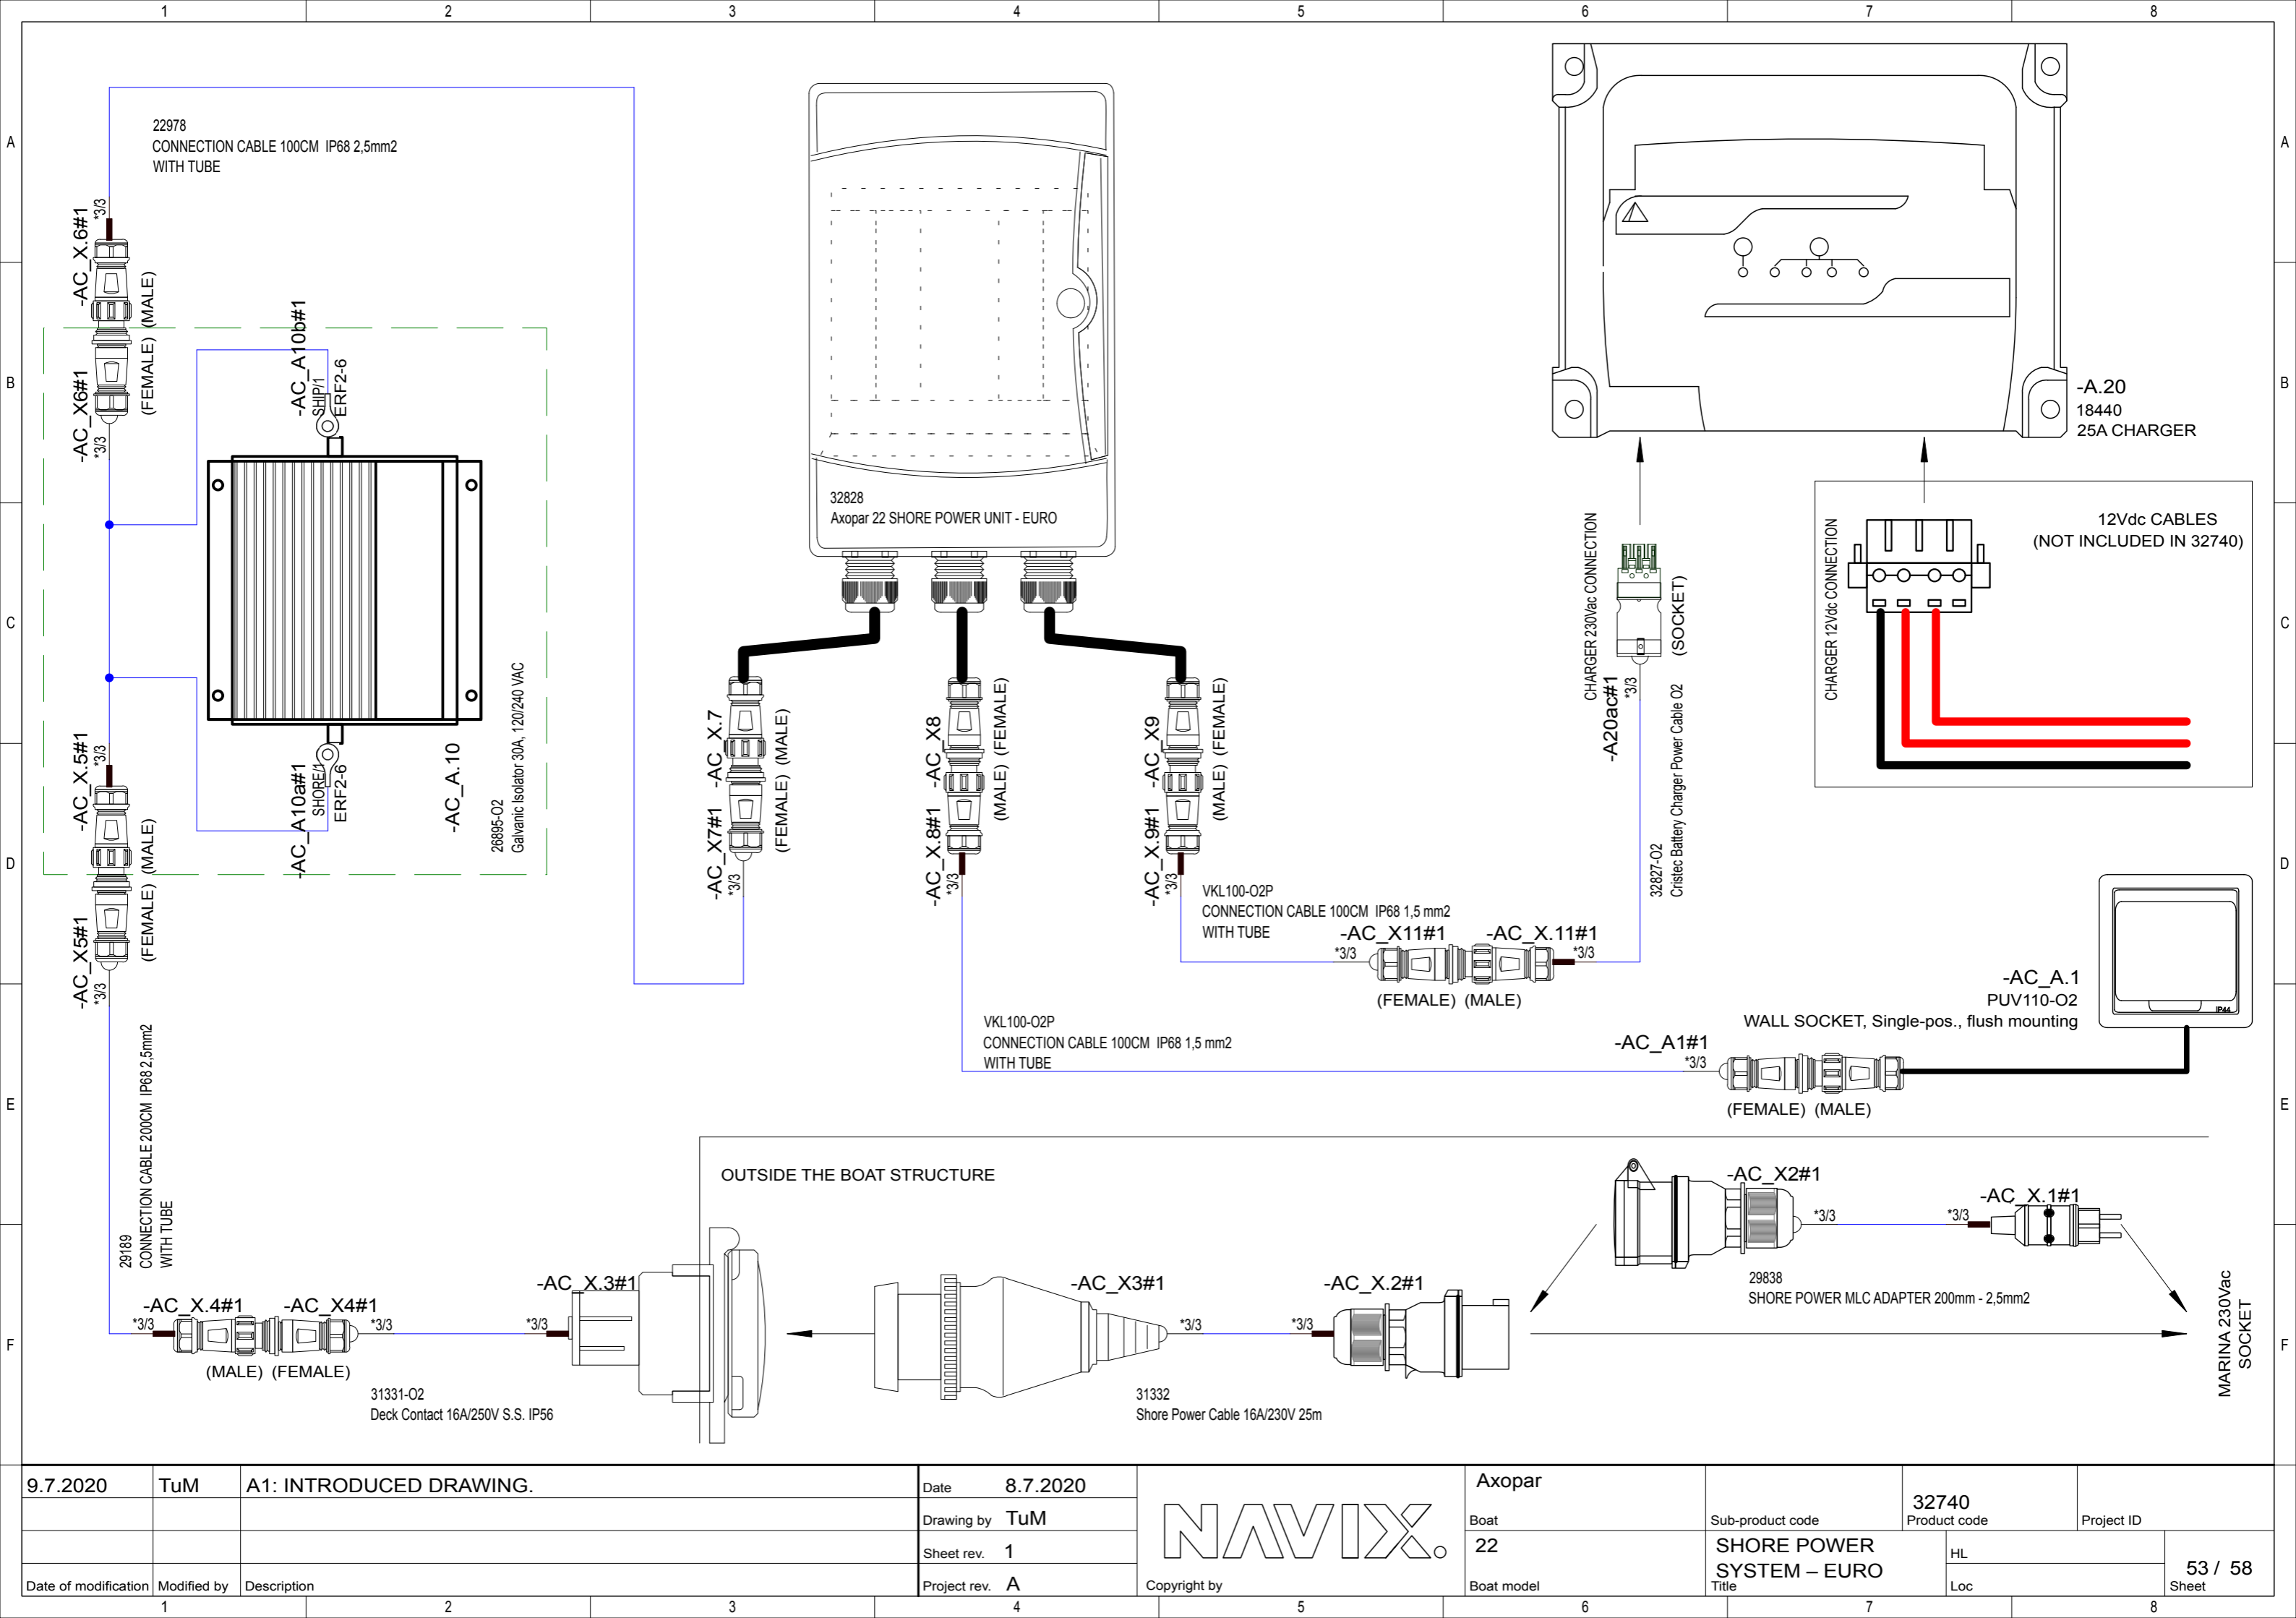 1 2 3 4 5 6 7 8
A
B
C
D
E
F
A
B
C
D
E
F
22978
CONNECTION CABLE 100CM IP68 2,5mm2
WITH TUBE
-AC_X.6#1
*3/3
(MALE)
(FEMALE)
-AC_X6#1
*3/3
-AC_A10b#1
SHIP/1
ERF2-6
-AC_X.5#1
*3/3
(MALE)
(FEMALE)
-AC_X5#1
*3/3
-AC_A10a#1
SHORE/1
ERF2-6
-AC_A.10
26895-O2
Galvanic Isolator 30A, 120/240 VAC
32828
Axopar 22 SHORE POWER UNIT - EURO
-AC_X.7
(MALE)
(FEMALE)
-AC_X7#1
*3/3
-AC_X8
(FEMALE)
(MALE)
-AC_X.8#1
*3/3
-AC_X9
(FEMALE)
(MALE)
-AC_X.9#1
*3/3
-A.20
18440
25A CHARGER
CHARGER 230Vac CONNECTION
(SOCKET)
-A20ac#1
*3/3
32827-O2
Cristec Battery Charger Power Cable O2
CHARGER 12Vdc CONNECTION
12Vdc CABLES
(NOT INCLUDED IN 32740)
VKL100-O2P
CONNECTION CABLE 100CM IP68 1,5 mm2
WITH TUBE
-AC_X11#1
-AC_X.11#1
*3/3
*3/3
(FEMALE) (MALE)
VKL100-O2P
CONNECTION CABLE 100CM IP68 1,5 mm2
WITH TUBE
-AC_A.1
PUV110-O2
WALL SOCKET, Single-pos., flush mounting
IP44
-AC_A1#1
*3/3
(FEMALE) (MALE)
29189
CONNECTION CABLE 200CM IP68 2,5mm2
WITH TUBE
OUTSIDE THE BOAT STRUCTURE
-AC_X2#1
*3/3
-AC_X.1#1
*3/3
29838
SHORE POWER MLC ADAPTER 200mm - 2,5mm2
MARINA 230Vac
SOCKET
-AC_X.4#1
*3/3
-AC_X4#1
*3/3
(MALE) (FEMALE)
-AC_X.3#1
*3/3
31331-O2
Deck Contact 16A/250V S.S. IP56
-AC_X3#1
*3/3
-AC_X.2#1
*3/3
31332
Shore Power Cable 16A/230V 25m
9.7.2020 TuM A1: INTRODUCED DRAWING.
Date of modification Modified by Description
Date 8.7.2020
Drawing by TuM
Sheet rev. 1
Project rev. A
NAVIX
Copyright by
Axopar
Boat
22
Boat model
Sub-product code
32740
Product code
Project ID
SHORE POWER
SYSTEM – EURO
Title
HL
Loc
53 / 58
Sheet
1 2 3 4 5 6 7 8